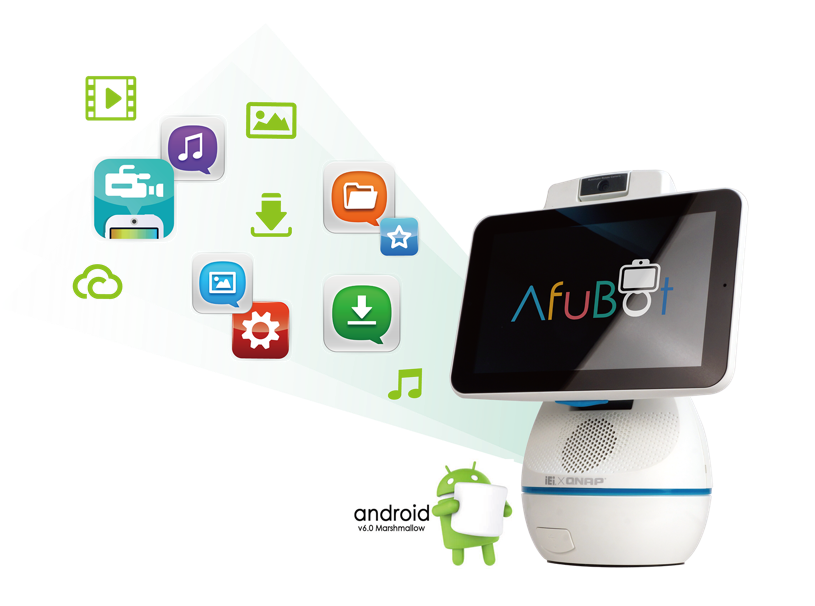 AfuBot
iEi X QNAP
android
v6.0 Marshmallow